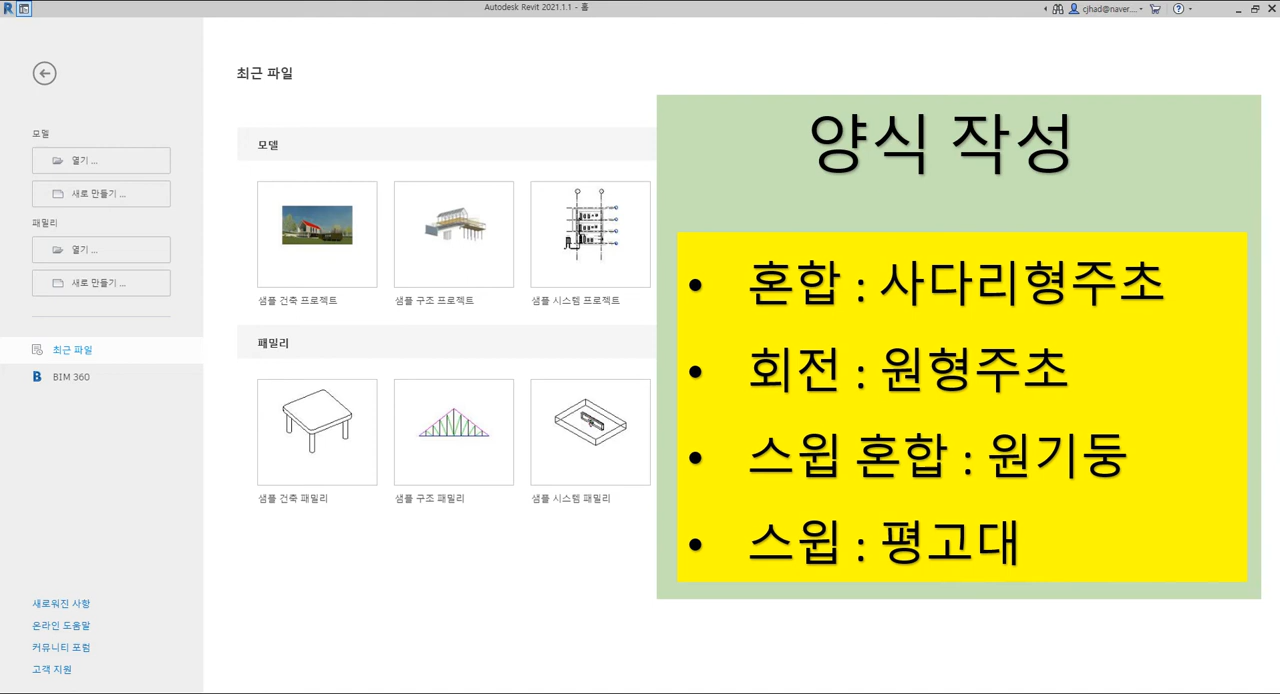 Autodesk Revit 2021.1.1 - 홈
cjhad@naver....
최근 파일
모델
열기 ...
새로 만들기 ...
패밀리
열기 ...
새로 만들기 ...
최근 파일
BIM 360
새로워진 사항
온라인 도움말
커뮤니티 포럼
고객 지원
모델
샘플 건축 프로젝트
샘플 구조 프로젝트
샘플 시스템 프로젝트
패밀리
샘플 건축 패밀리
샘플 구조 패밀리
샘플 시스템 패밀리
양식 작성
• 혼합 : 사다리형주초
• 회전 : 원형주초
• 스윕 혼합 : 원기둥
• 스윕 : 평고대